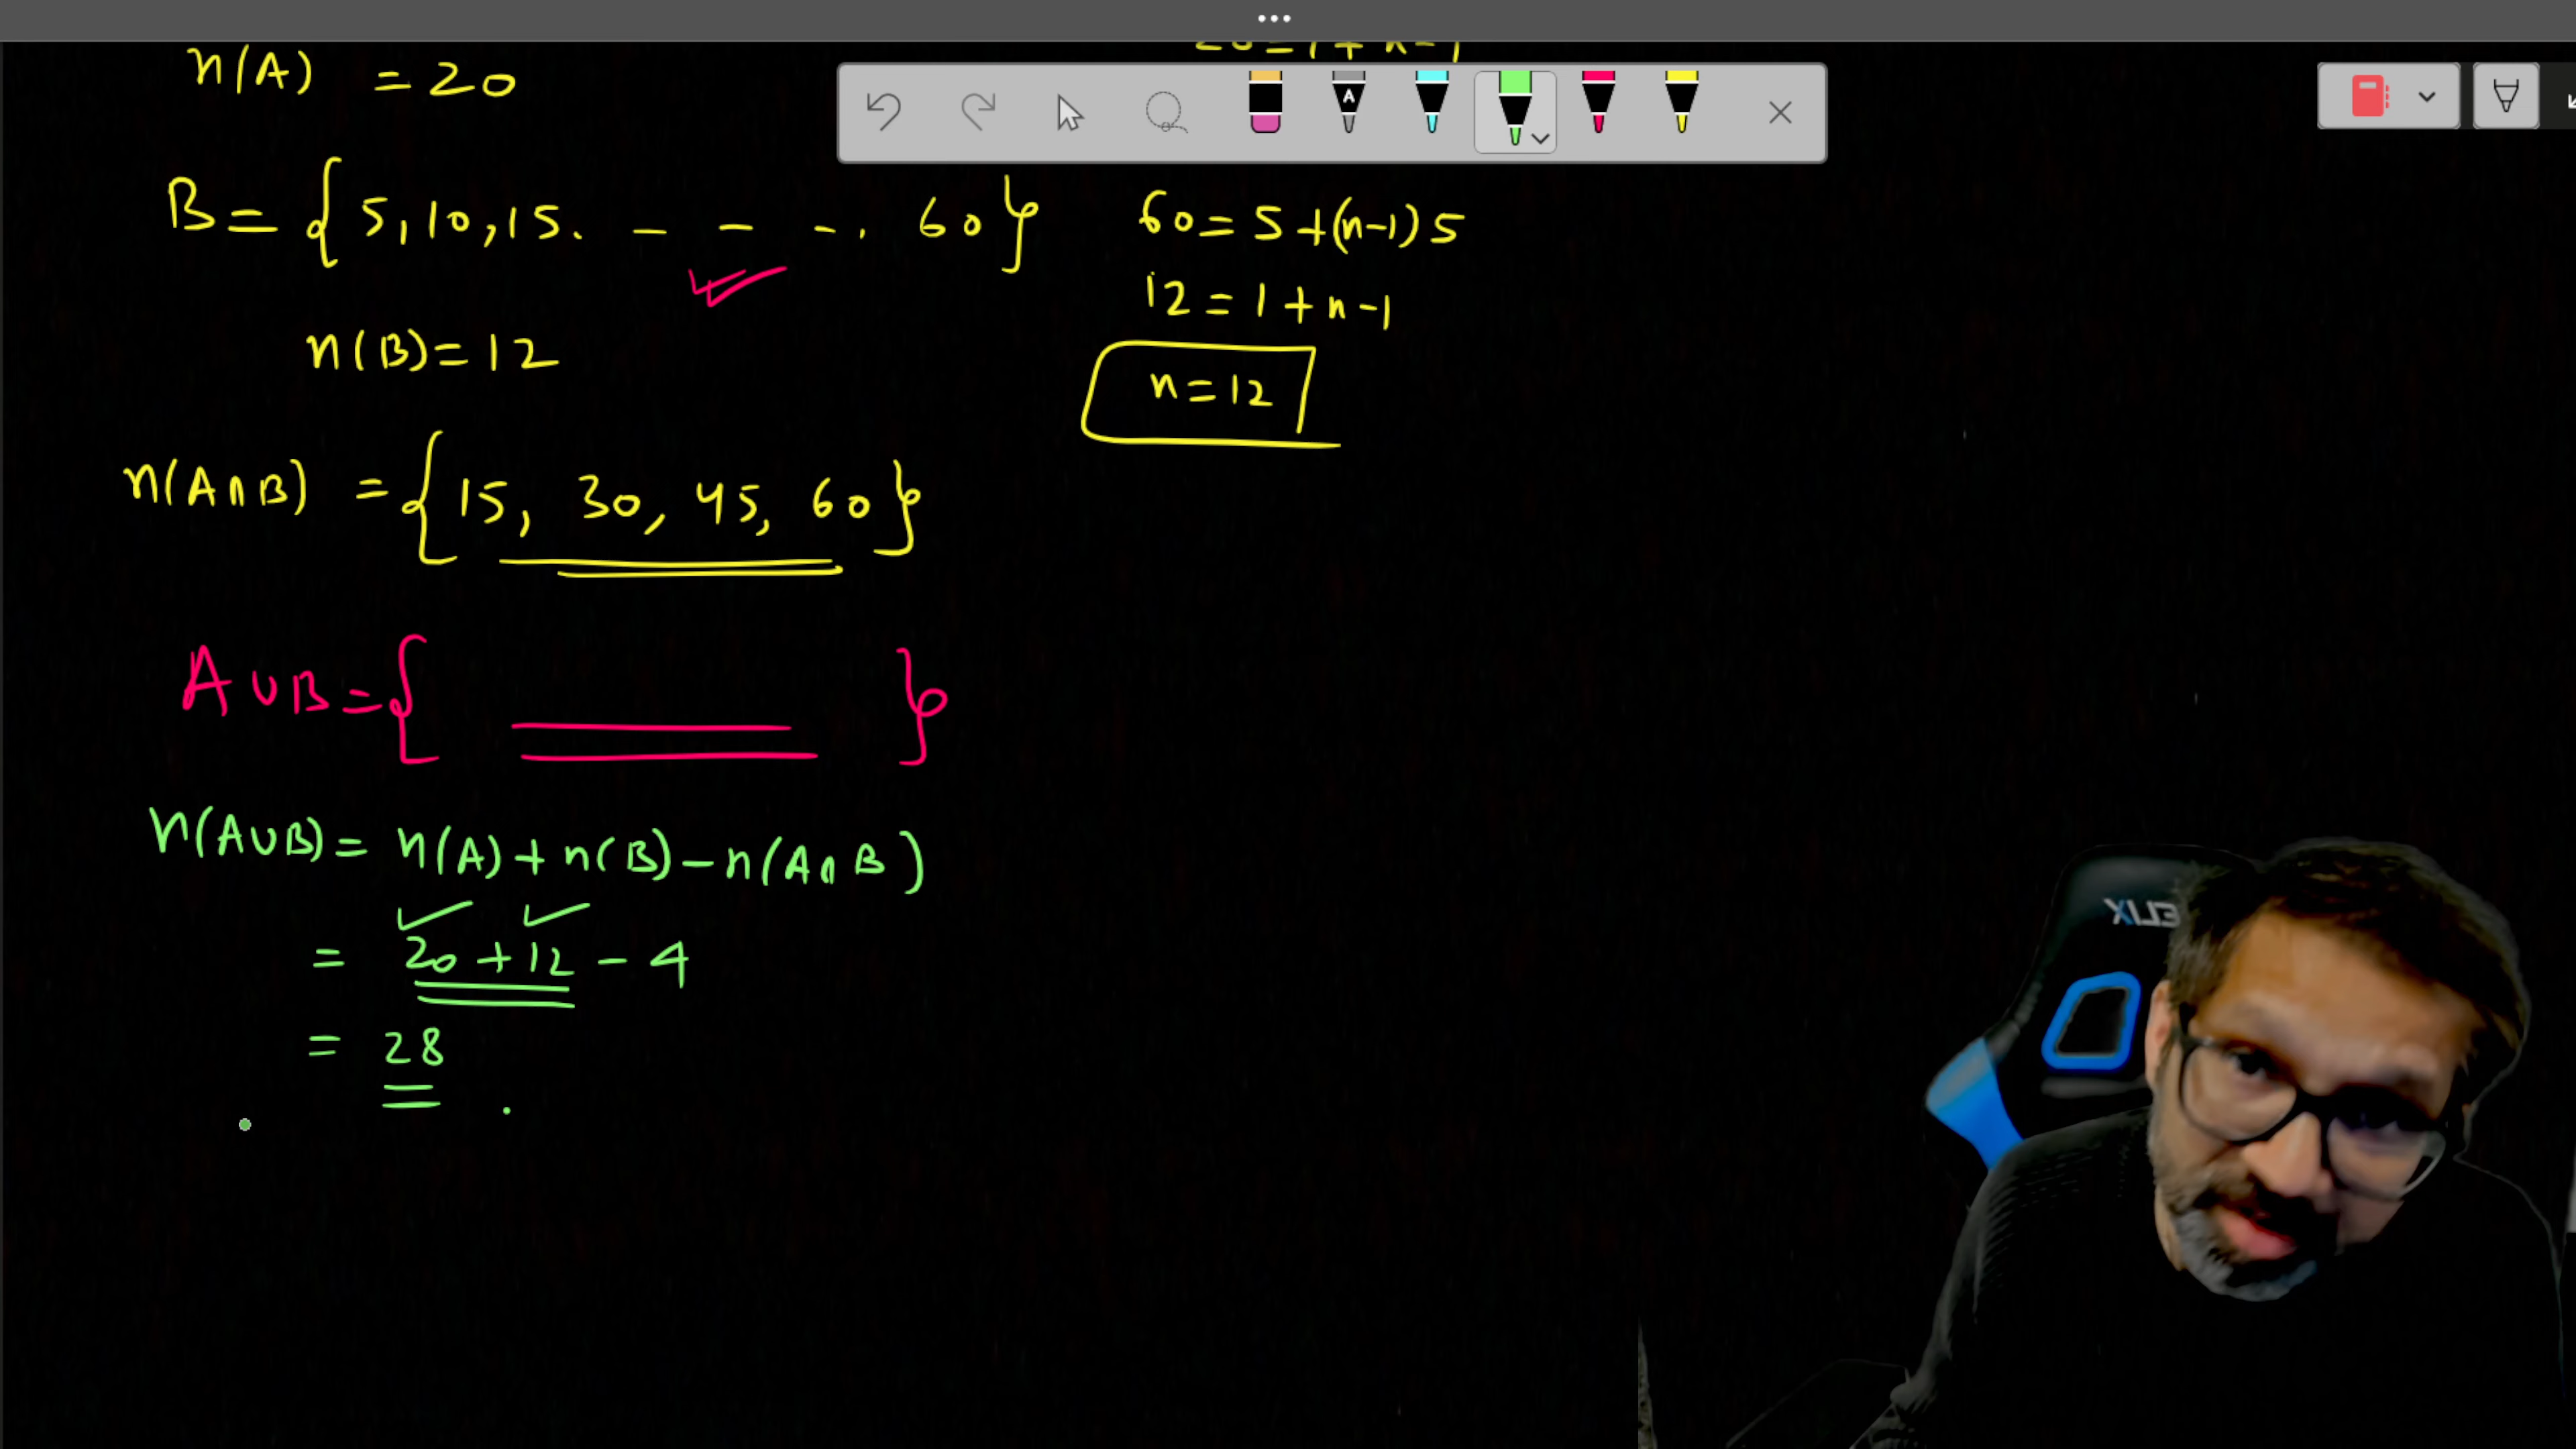 n(A) = 20
B = { 5, 10, 15. - - -. 60 }
60 = 5 + (n-1) 5
12 = 1 + n - 1
n(B) = 12
n = 12
n(A∩B) = { 15, 30, 45, 60 }
A∪B = { }
n(A∪B) = n(A) + n(B) - n(A∩B)
= 20 + 12 - 4
= 28 .
A